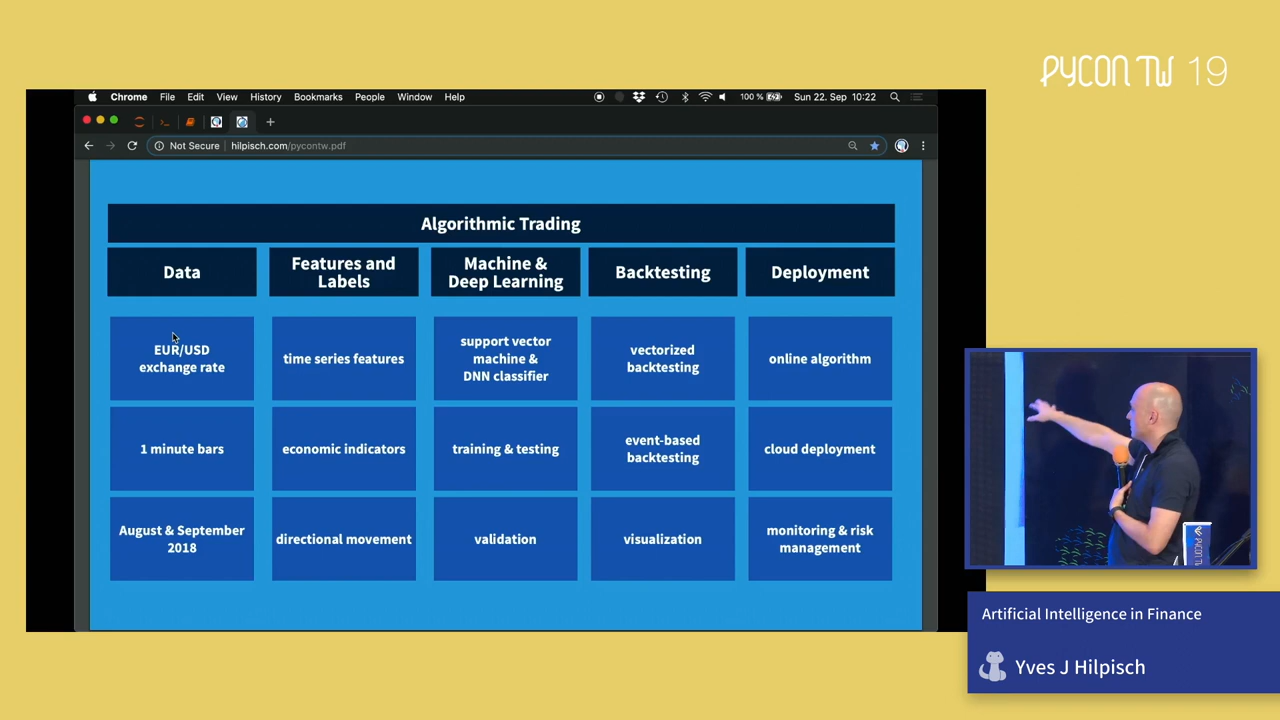 PYCON TW 19
Chrome File Edit View History Bookmarks People Window Help 100 % Sun 22. Sep 10:22
Not Secure | hilpisch.com/pycontw.pdf
Algorithmic Trading
Data
Features and
Labels
Machine &
Deep Learning
Backtesting
Deployment
EUR/USD
exchange rate
time series features
support vector
machine &
DNN classifier
vectorized
backtesting
online algorithm
1 minute bars
economic indicators
training & testing
event-based
backtesting
cloud deployment
August & September
2018
directional movement
validation
visualization
monitoring & risk
management
PYCON TW
Artificial Intelligence in Finance
Yves J Hilpisch